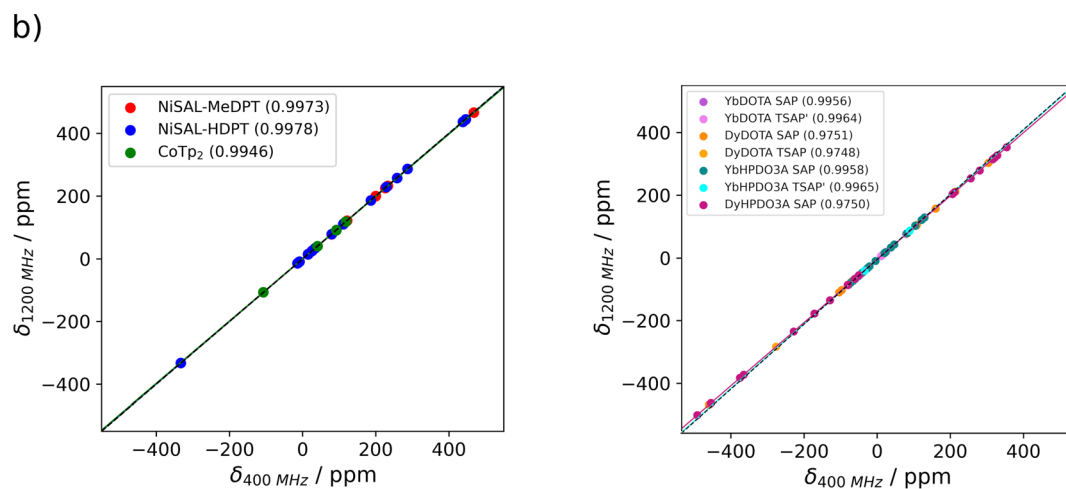 b)
NiSAL-MeDPT (0.9973)
NiSAL-HDPT (0.9978)
CoTp₂ (0.9946)
400
200
0
−200
−400
δ₁₂₀₀ MHz / ppm
−400
−200
0
200
400
δ₄₀₀ MHz / ppm
YbDOTA SAP (0.9956)
YbDOTA TSAP' (0.9964)
DyDOTA SAP (0.9751)
DyDOTA TSAP (0.9748)
YbHPDO3A SAP (0.9958)
YbHPDO3A TSAP' (0.9965)
DyHPDO3A SAP (0.9750)
400
200
0
−200
−400
δ₁₂₀₀ MHz / ppm
−400
−200
0
200
400
δ₄₀₀ MHz / ppm